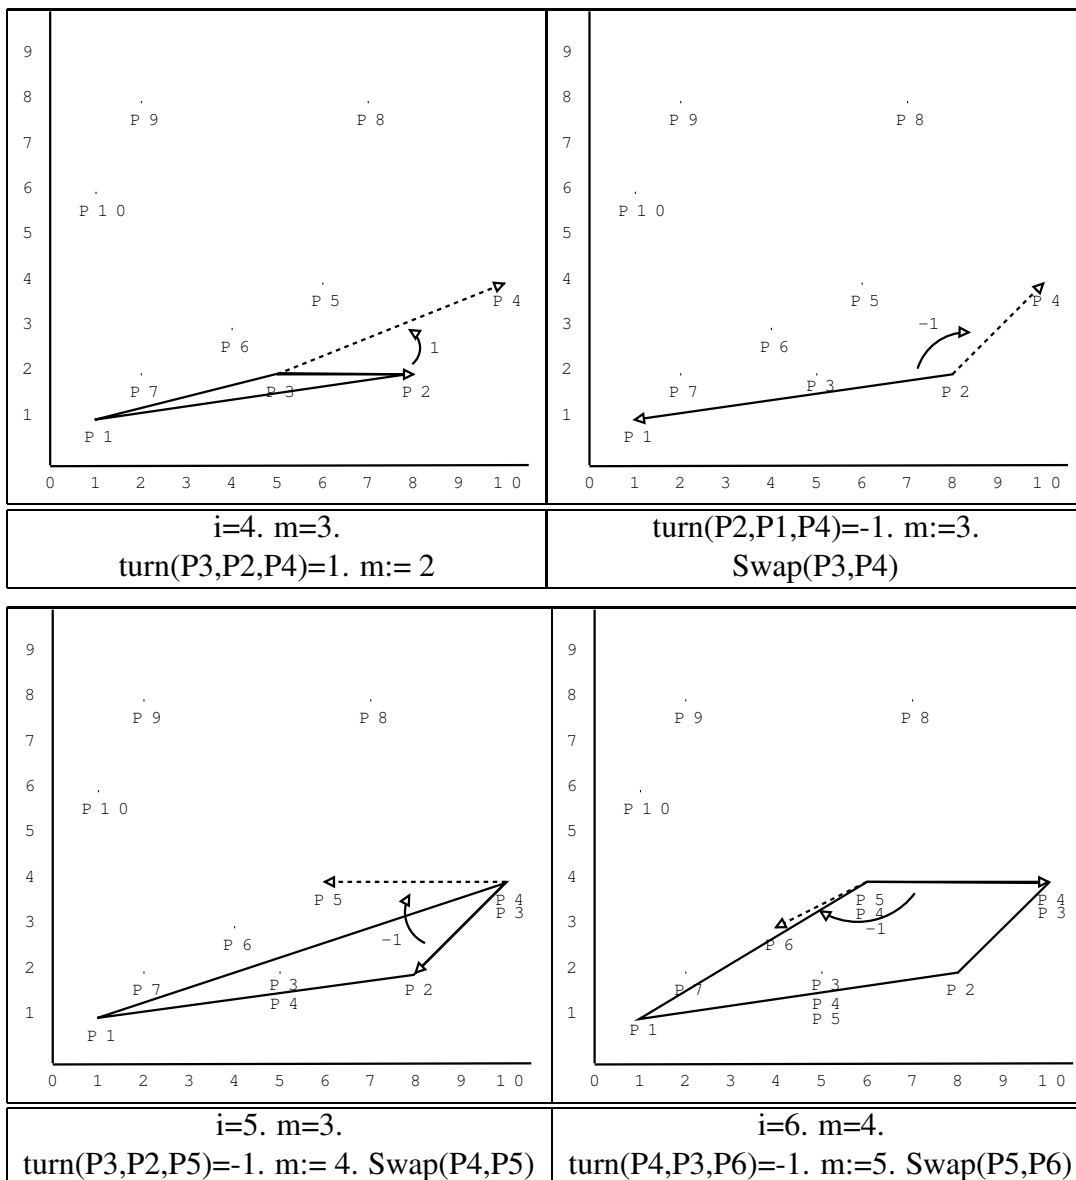 9
8
P 9 P 8
7
6
P 1 0
5
4
P 5 P 4
3
P 6 1
2
P 7 P 3 P 2
1
P 1
0 1 2 3 4 5 6 7 8 9 1 0
i=4. m=3.
turn(P3,P2,P4)=1. m:= 2
9
8
P 9 P 8
7
6
P 1 0
5
4
P 5 P 4
3 −1
P 6
2
P 7 P 3 P 2
1
P 1
0 1 2 3 4 5 6 7 8 9 1 0
turn(P2,P1,P4)=-1. m:=3.
Swap(P3,P4)
9
8
P 9 P 8
7
6
P 1 0
5
4
P 5 P 4
3 P 3
P 6 −1
2
P 7 P 3 P 2
P 4
1
P 1
0 1 2 3 4 5 6 7 8 9 1 0
i=5. m=3.
turn(P3,P2,P5)=-1. m:= 4. Swap(P4,P5)
9
8
P 9 P 8
7
6
P 1 0
5
4
P 5 P 4
3 P 4 P 3
−1
P 6
2
P 7 P 3 P 2
P 4
1 P 5
P 1
0 1 2 3 4 5 6 7 8 9 1 0
i=6. m=4.
turn(P4,P3,P6)=-1. m:=5. Swap(P5,P6)